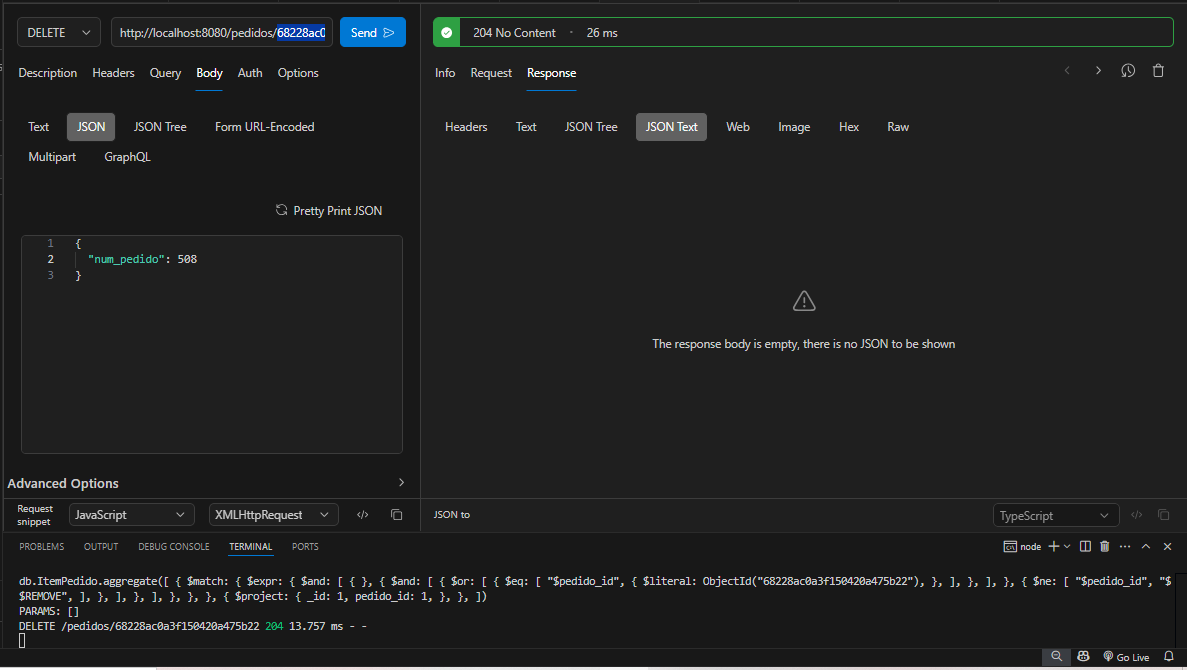 DELETE http://localhost:8080/pedidos/68228ac0 Send
204 No Content · 26 ms
Description Headers Query Body Auth Options
Info Request Response
Text JSON JSON Tree Form URL-Encoded
Multipart GraphQL
Headers Text JSON Tree JSON Text Web Image Hex Raw
Pretty Print JSON
1 {
2 "num_pedido": 508
3 }
The response body is empty, there is no JSON to be shown
Advanced Options
Request snippet JavaScript XMLHttpRequest </>
JSON to TypeScript </>
PROBLEMS OUTPUT DEBUG CONSOLE TERMINAL PORTS
node
db.ItemPedido.aggregate([ { $match: { $expr: { $and: [ { }, { $and: [ { $or: [ { $eq: [ "$pedido_id", { $literal: ObjectId("68228ac0a3f150420a475b22"), }, ], }, ], }, { $ne: [ "$pedido_id", "$
$REMOVE", ], }, ], }, ], }, }, }, { $project: { _id: 1, pedido_id: 1, }, }, ])
PARAMS: []
DELETE /pedidos/68228ac0a3f150420a475b22 204 13.757 ms - -
Go Live